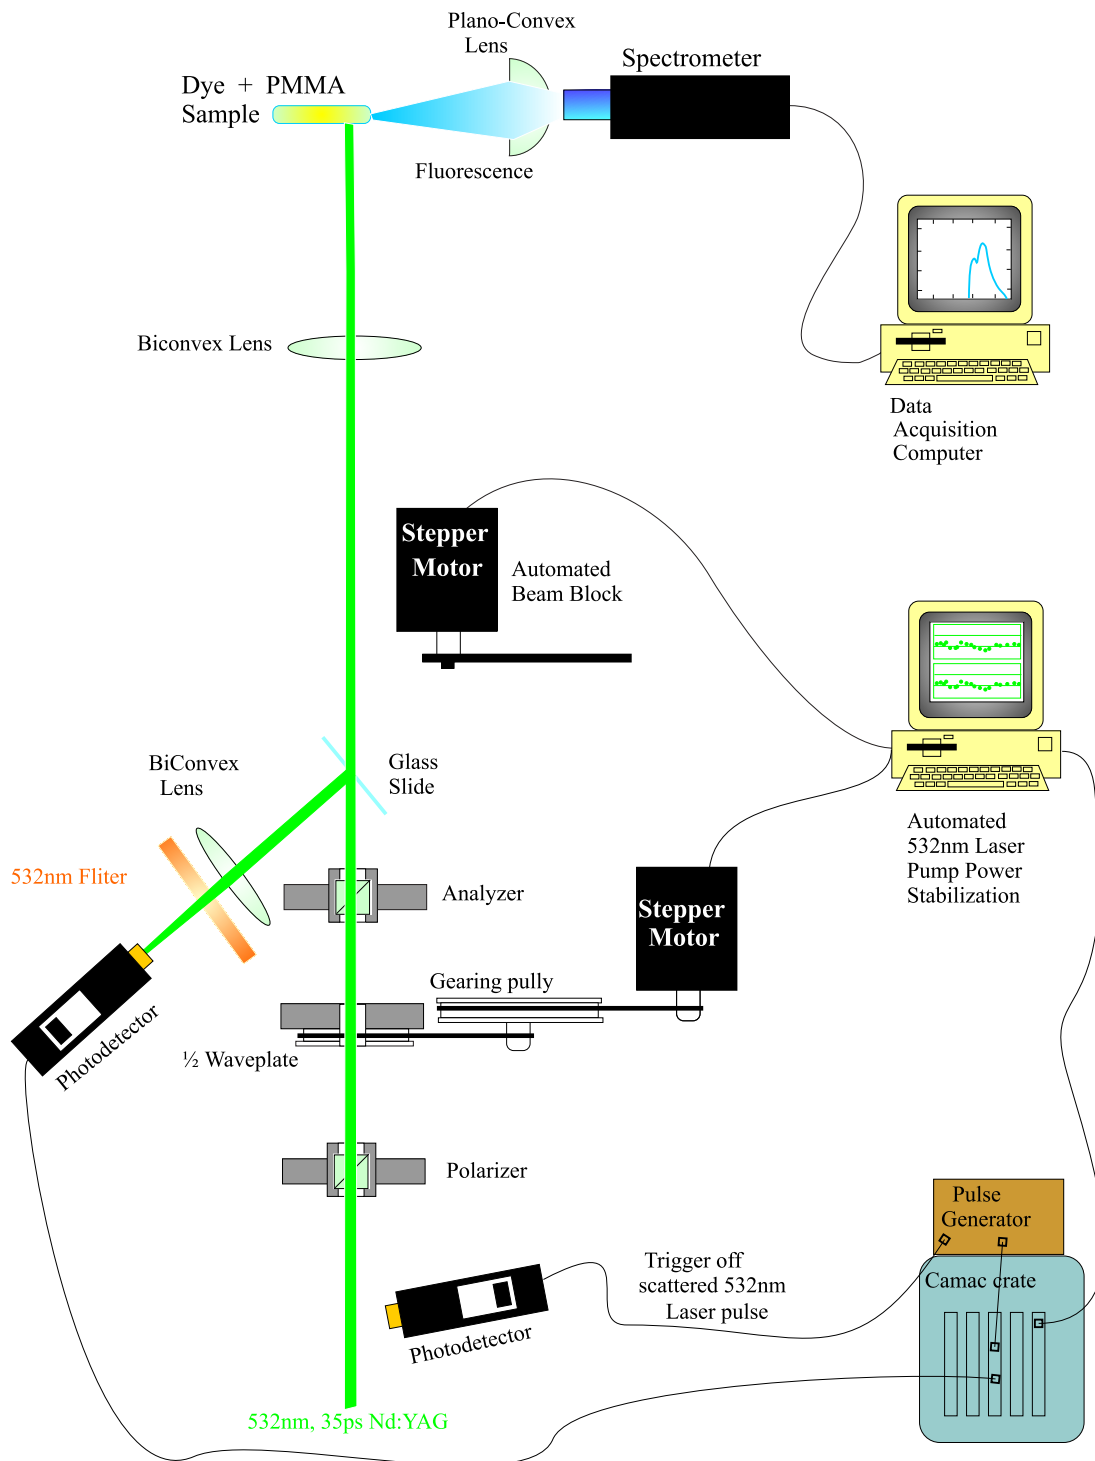 Plano-Convex
Lens
Spectrometer
Dye + PMMA
Sample
Fluorescence
Biconvex Lens
Data
Acquisition
Computer
Stepper
Motor
Automated
Beam Block
Glass
Slide
BiConvex
Lens
532nm Fliter
Analyzer
Automated
532nm Laser
Pump Power
Stabilization
Stepper
Motor
Gearing pully
Photodetector
½ Waveplate
Polarizer
Pulse
Generator
Camac crate
Trigger off
scattered 532nm
Laser pulse
Photodetector
532nm, 35ps Nd:YAG